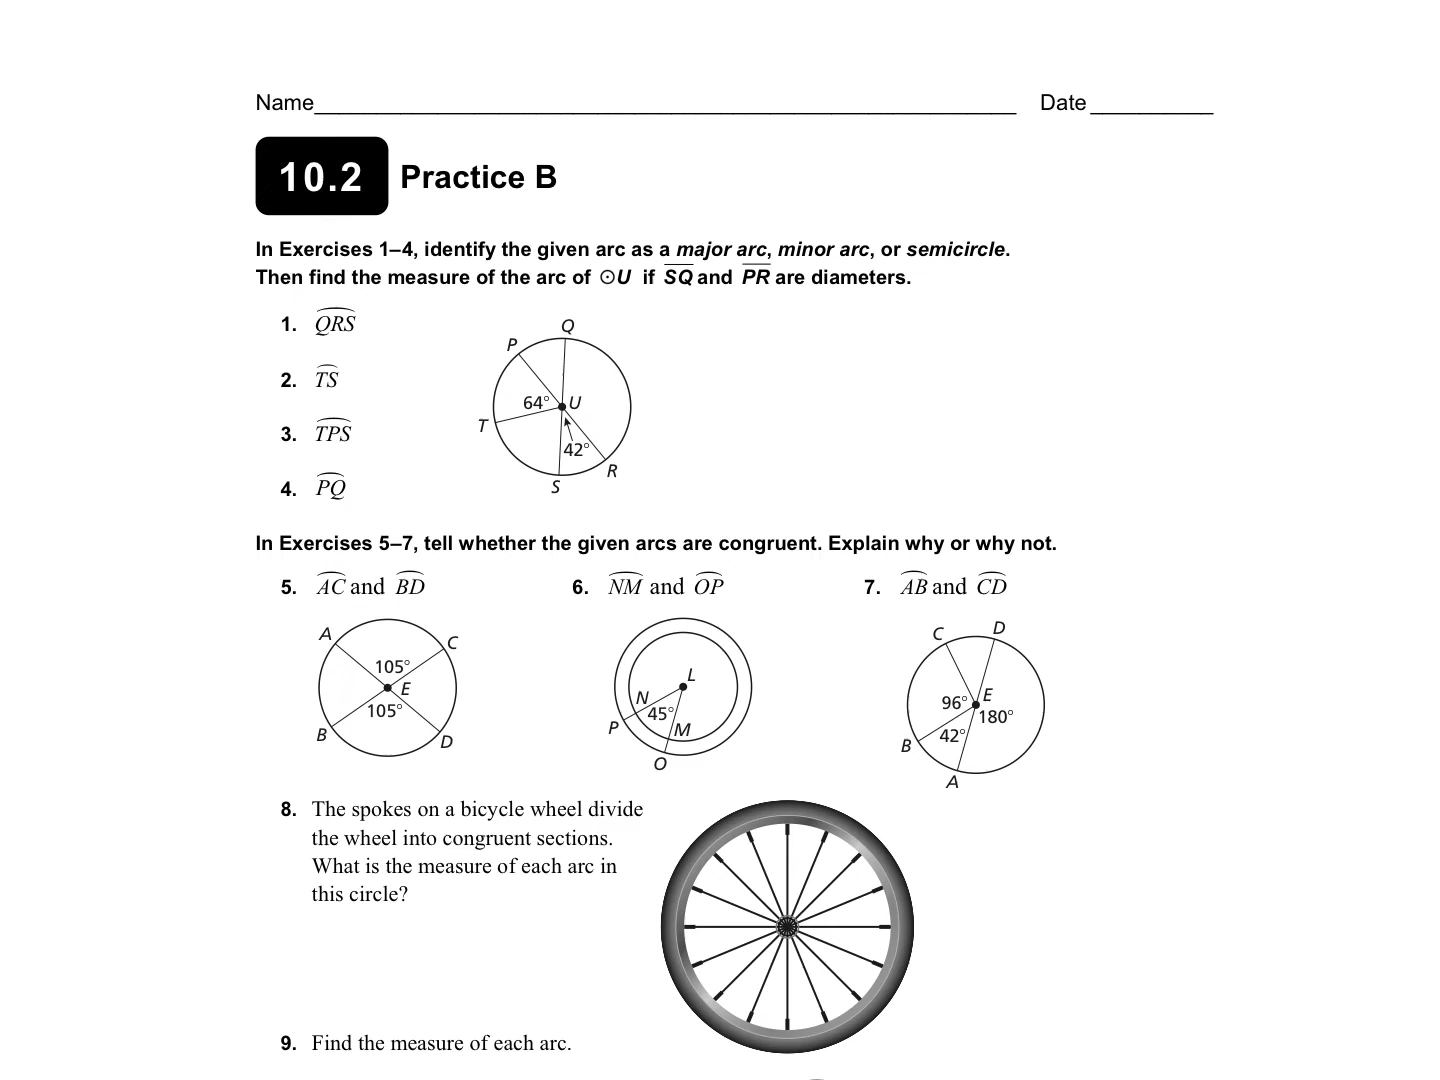 Name________________ Date________
10.2 Practice B
In Exercises 1–4, identify the given arc as a major arc, minor arc, or semicircle.
Then find the measure of the arc of ⊙U if SQ and PR are diameters.
1. QRS
2. TS
3. TPS
4. PQ
Q
P
64° U
T
42°
R
S
In Exercises 5–7, tell whether the given arcs are congruent. Explain why or why not.
5. AC and BD
6. NM and OP
7. AB and CD
A
C
105°
E
105°
B
D
L
N
45°
P
M
O
C
D
96° E
180°
42°
B
A
8. The spokes on a bicycle wheel divide
the wheel into congruent sections.
What is the measure of each arc in
this circle?
9. Find the measure of each arc.